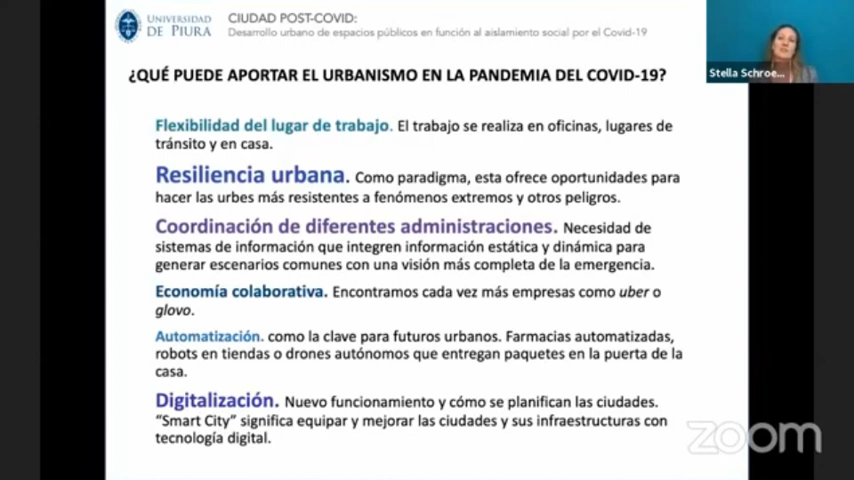 UNIVERSIDAD
DE PIURA
CIUDAD POST-COVID:
Desarrollo urbano de espacios públicos en función al aislamiento social por el Covid-19
Stella Schroe...
¿QUÉ PUEDE APORTAR EL URBANISMO EN LA PANDEMIA DEL COVID-19?
Flexibilidad del lugar de trabajo. El trabajo se realiza en oficinas, lugares de
tránsito y en casa.
Resiliencia urbana. Como paradigma, esta ofrece oportunidades para
hacer las urbes más resistentes a fenómenos extremos y otros peligros.
Coordinación de diferentes administraciones. Necesidad de
sistemas de información que integren información estática y dinámica para
generar escenarios comunes con una visión más completa de la emergencia.
Economía colaborativa. Encontramos cada vez más empresas como uber o
glovo.
Automatización. como la clave para futuros urbanos. Farmacias automatizadas,
robots en tiendas o drones autónomos que entregan paquetes en la puerta de la
casa.
Digitalización. Nuevo funcionamiento y cómo se planifican las ciudades.
“Smart City” significa equipar y mejorar las ciudades y sus infraestructuras con
tecnología digital.
zoom